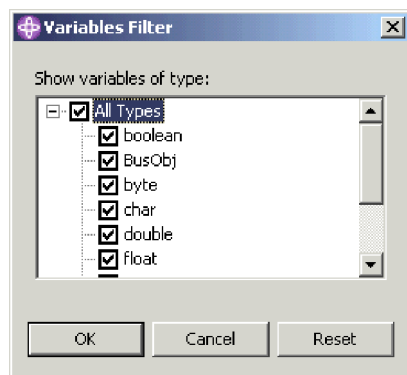 Variables Filter
Show variables of type:
All Types
boolean
BusObj
byte
char
double
float
OK Cancel Reset